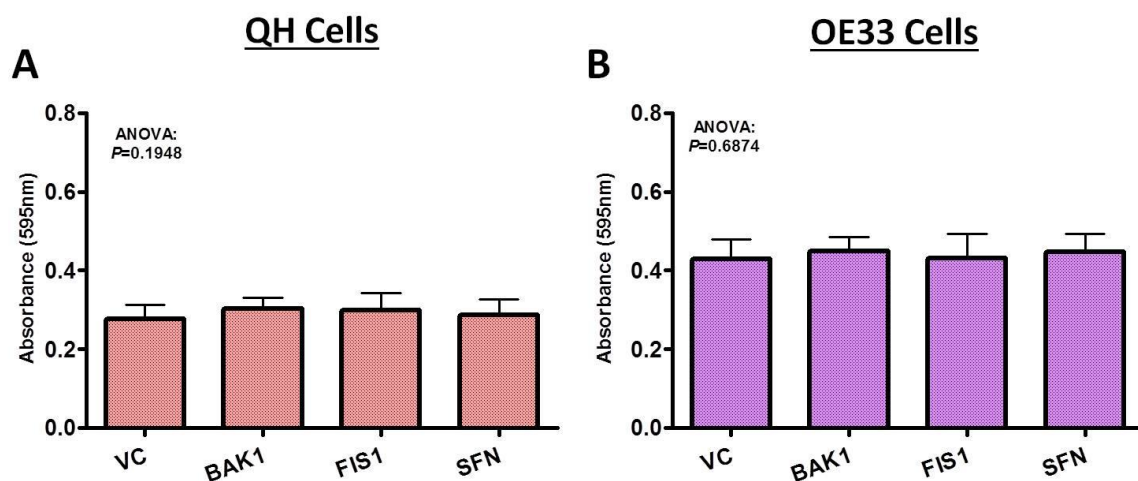 QH Cells
A
ANOVA:
P=0.1948
Absorbance (595nm)
0.8
0.6
0.4
0.2
0.0
VC
BAK1
FIS1
SFN
OE33 Cells
B
ANOVA:
P=0.6874
Absorbance (595nm)
0.8
0.6
0.4
0.2
0.0
VC
BAK1
FIS1
SFN